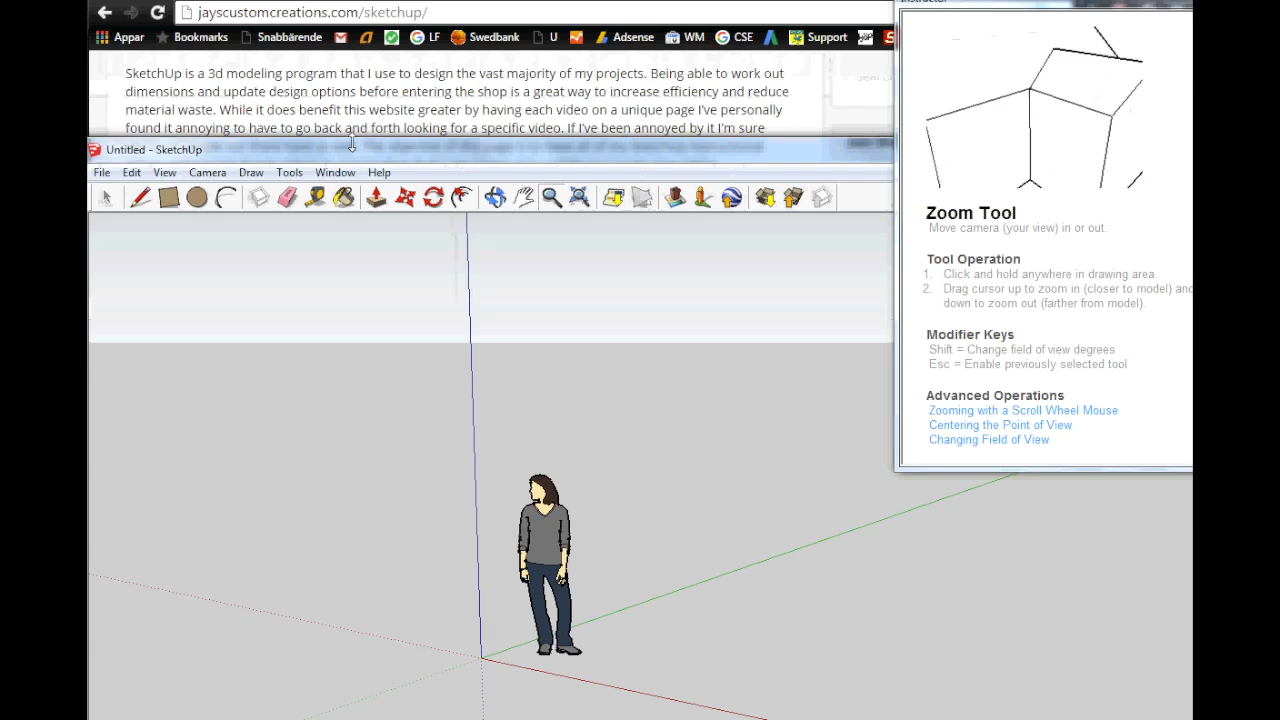 jayscustomcreations.com/sketchup/
Appar Bookmarks Snabbärende LF Swedbank U Adsense WM CSE Support
SketchUp is a 3d modeling program that I use to design the vast majority of my projects. Being able to work out
dimensions and update design options before entering the shop is a great way to increase efficiency and reduce
material waste. While it does benefit this website greater by having each video on a unique page I've personally
found it annoying to have to go back and forth looking for a specific video. If I've been annoyed by it I'm sure
Untitled - SketchUp
File Edit View Camera Draw Tools Window Help
Instructor
Zoom Tool
Move camera (your view) in or out.
Tool Operation
1. Click and hold anywhere in drawing area.
2. Drag cursor up to zoom in (closer to model) and
down to zoom out (farther from model).
Modifier Keys
Shift = Change field of view degrees
Esc = Enable previously selected tool
Advanced Operations
Zooming with a Scroll Wheel Mouse
Centering the Point of View
Changing Field of View